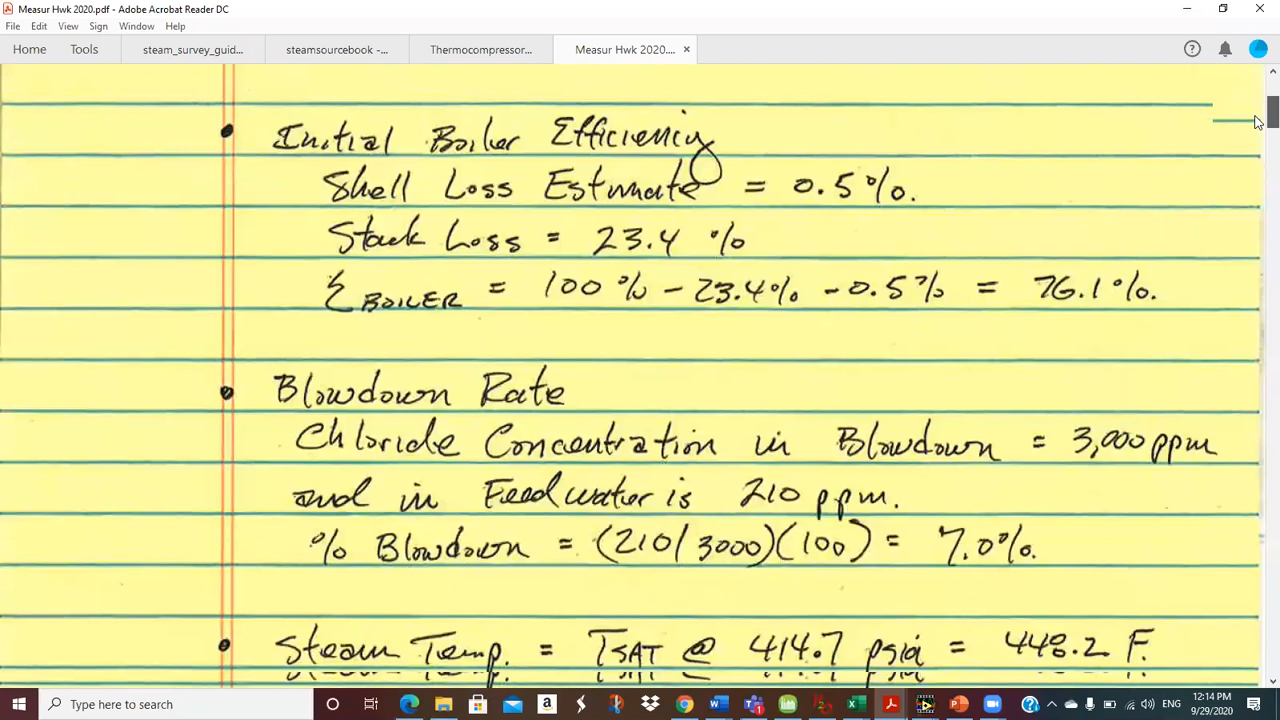 Measur Hwk 2020.pdf - Adobe Acrobat Reader DC
File Edit View Sign Window Help
Home Tools steam_survey_guid... steamsourcebook -... Thermocompressor... Measur Hwk 2020....
Initial Boiler Efficiency
Shell Loss Estimate = 0.5%.
Stack Loss = 23.4 %
Ɛ BOILER = 100% - 23.4% - 0.5% = 76.1%.
Blowdown Rate
Chloride Concentration in Blowdown = 3,000 ppm
and in Feedwater is 210 ppm.
% Blowdown = (210/3000)(100) = 7.0%.
Steam Temp. = TSAT @ 414.7 psia = 448.2 F.
Type here to search
12:14 PM
9/29/2020